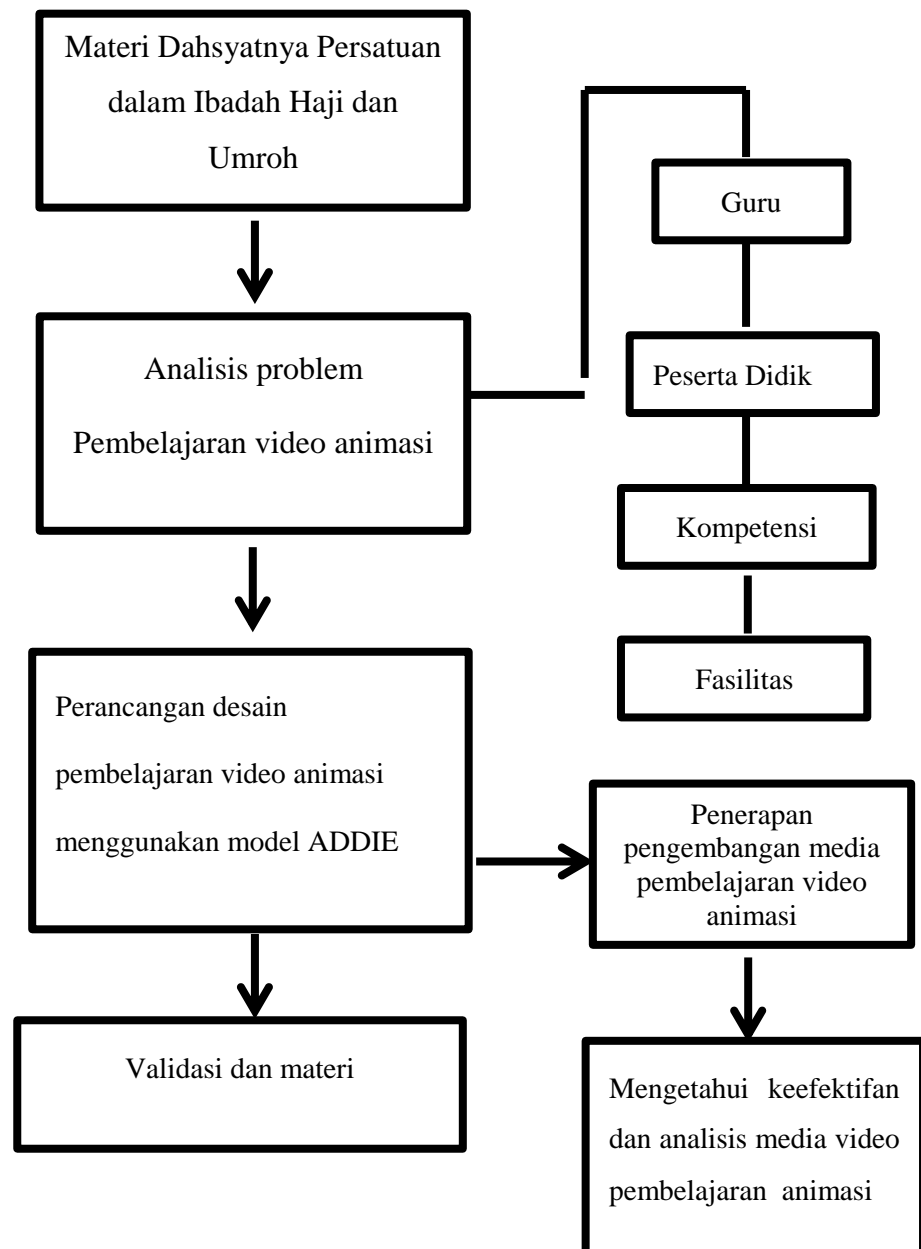 Materi Dahsyatnya Persatuan
dalam Ibadah Haji dan
Umroh
Analisis problem
Pembelajaran video animasi
Guru
Peserta Didik
Kompetensi
Fasilitas
Perancangan desain
pembelajaran video animasi
menggunakan model ADDIE
Penerapan
pengembangan media
pembelajaran video
animasi
Validasi dan materi
Mengetahui keefektifan
dan analisis media video
pembelajaran animasi